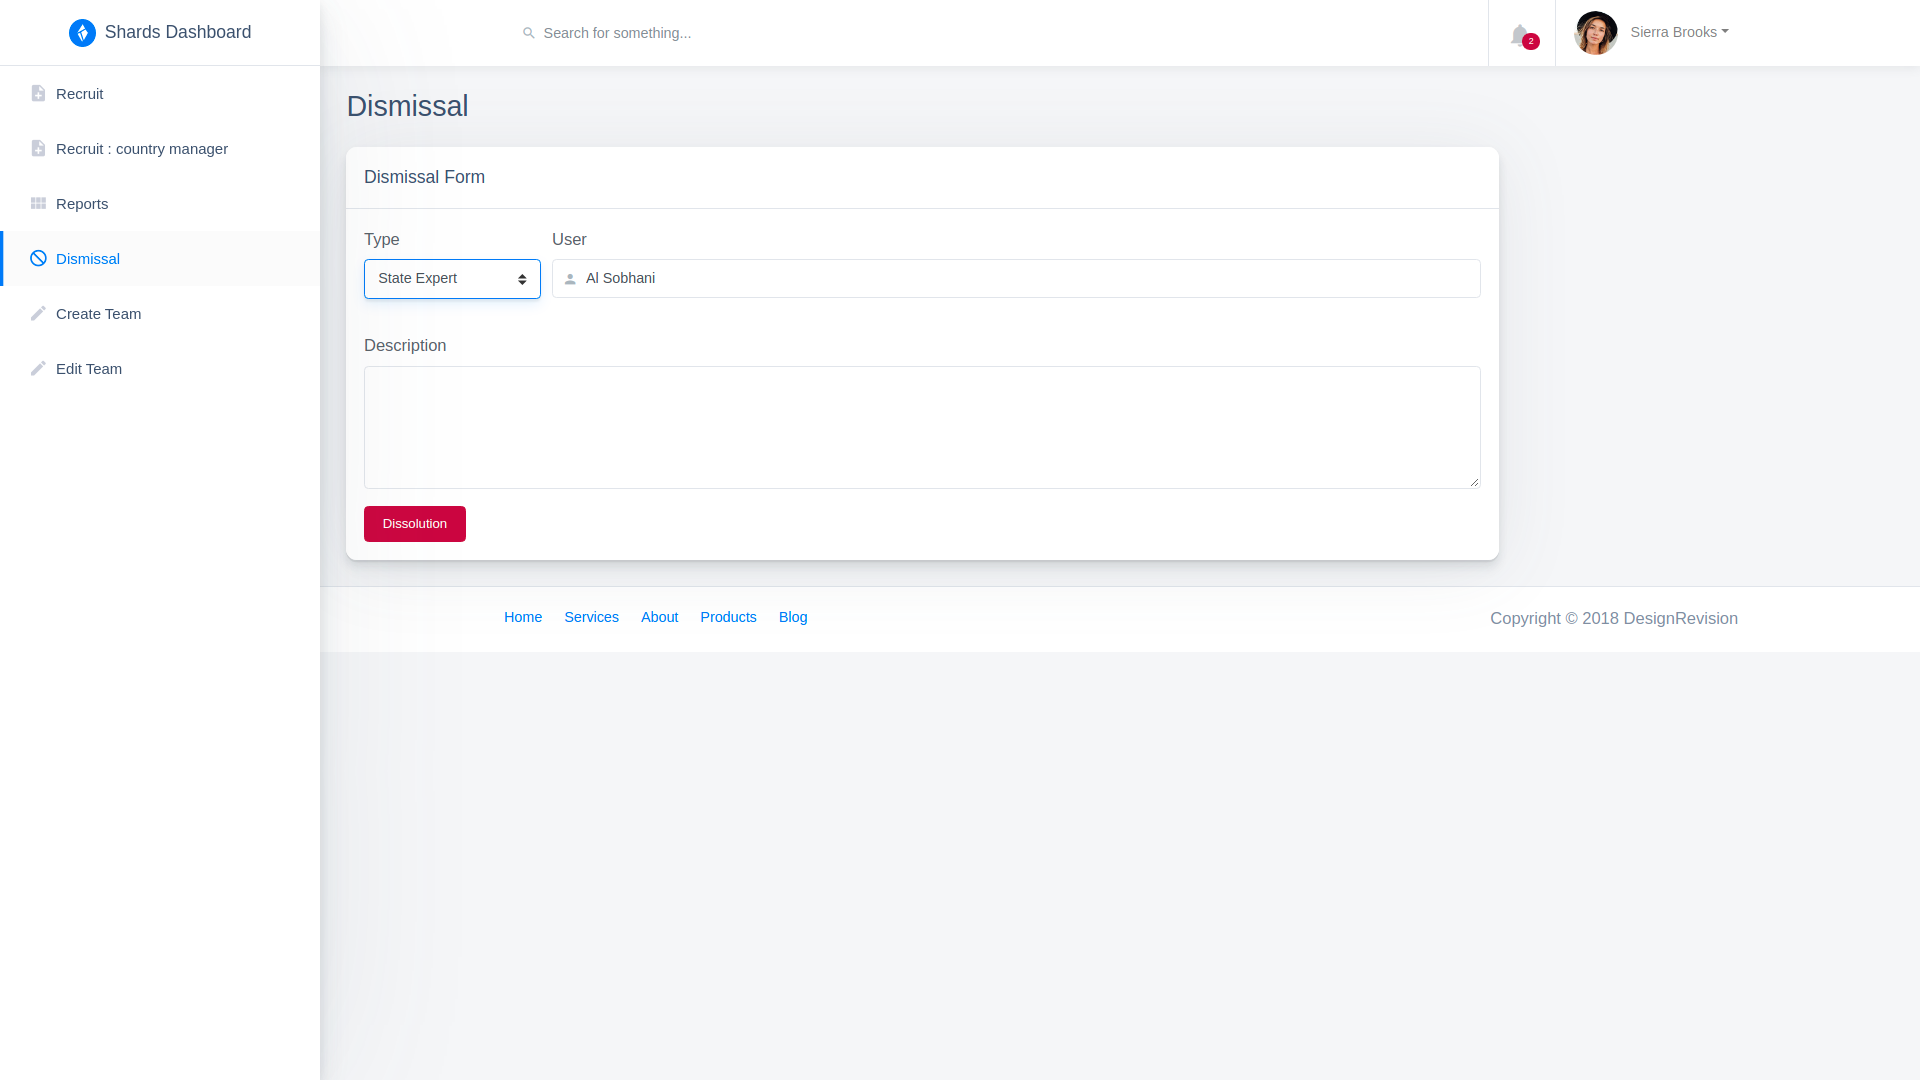 Shards Dashboard
Search for something...
2
Sierra Brooks
Recruit
Recruit : country manager
Reports
Dismissal
Create Team
Edit Team
Dismissal
Dismissal Form
Type
User
State Expert
Al Sobhani
Description
Dissolution
Home
Services
About
Products
Blog
Copyright © 2018 DesignRevision